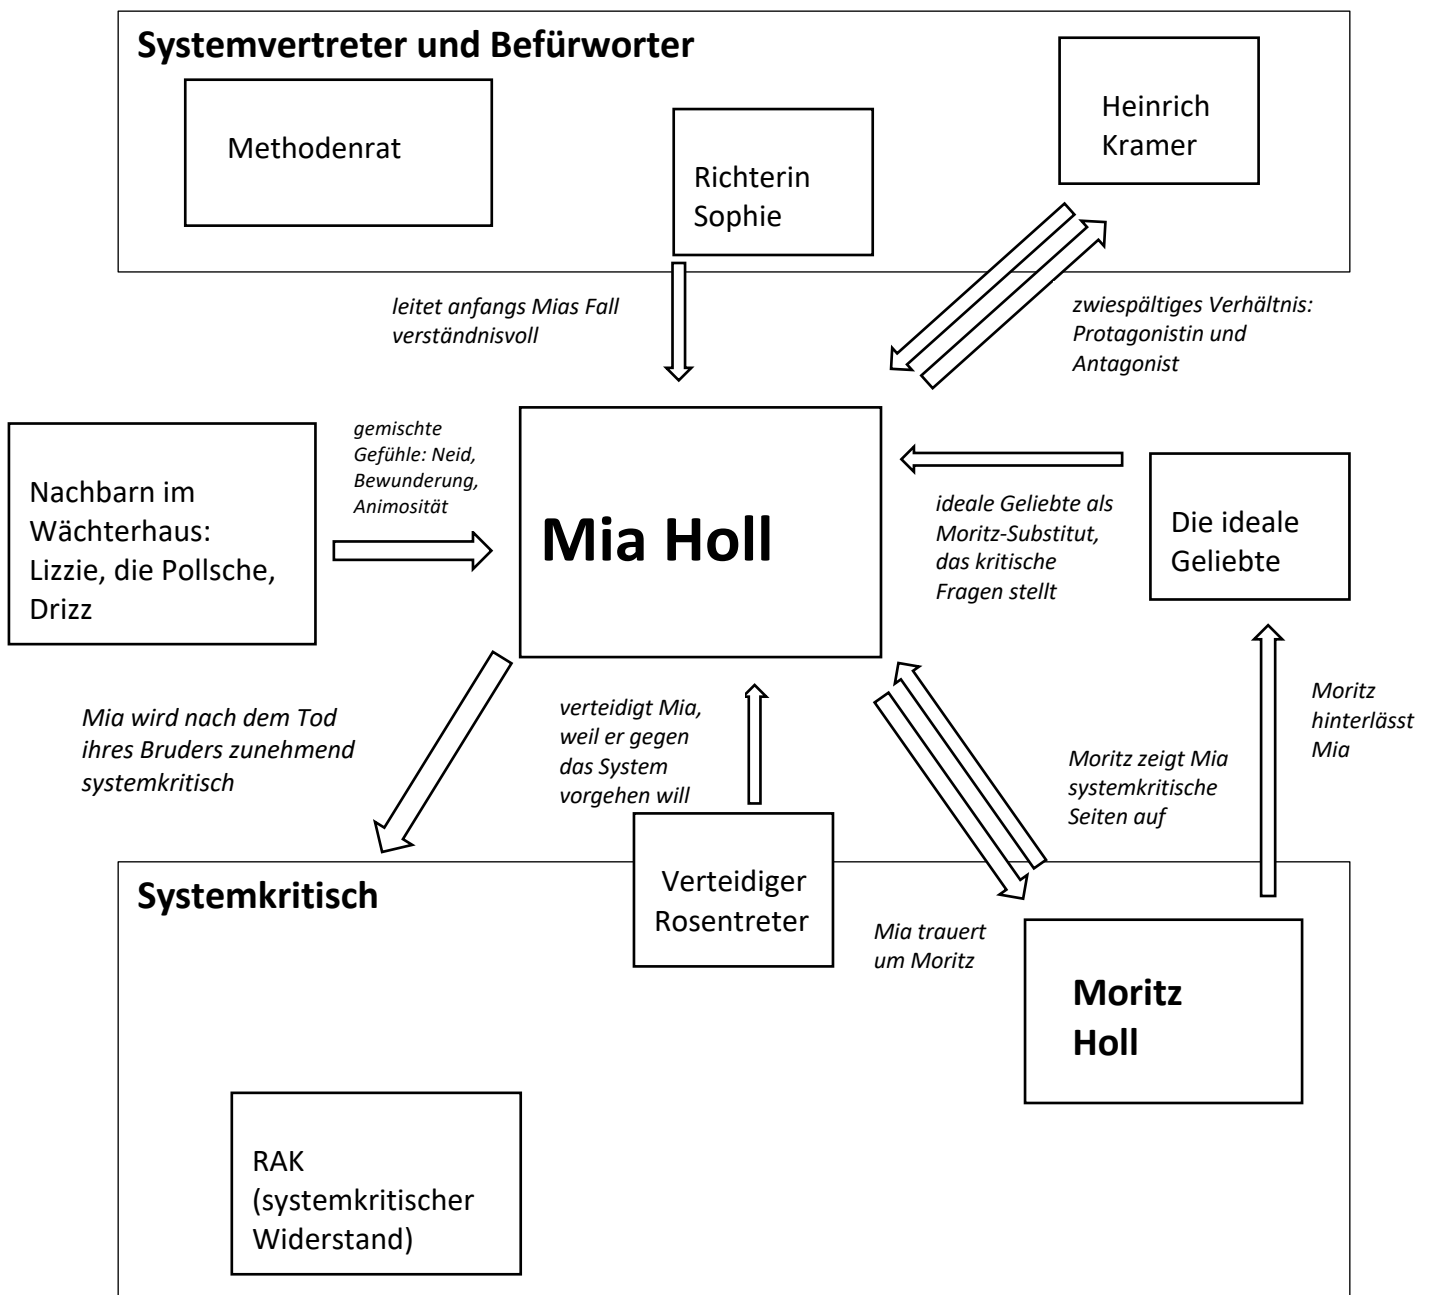 Systemvertreter und Befürworter
Methodenrat
Richterin
Sophie
Heinrich
Kramer
leitet anfangs Mias Fall
verständnisvoll
zwiespältiges Verhältnis:
Protagonistin und
Antagonist
Nachbarn im
Wächterhaus:
Lizzie, die Pollsche,
Drizz
gemischte
Gefühle: Neid,
Bewunderung,
Animosität
Mia Holl
ideale Geliebte als
Moritz-Substitut,
das kritische
Fragen stellt
Die ideale
Geliebte
Mia wird nach dem Tod
ihres Bruders zunehmend
systemkritisch
verteidigt Mia,
weil er gegen
das System
vorgehen will
Moritz zeigt Mia
systemkritische
Seiten auf
Moritz
hinterlässt
Mia
Systemkritisch
Verteidiger
Rosentreter
Mia trauert
um Moritz
Moritz
Holl
RAK
(systemkritischer
Widerstand)